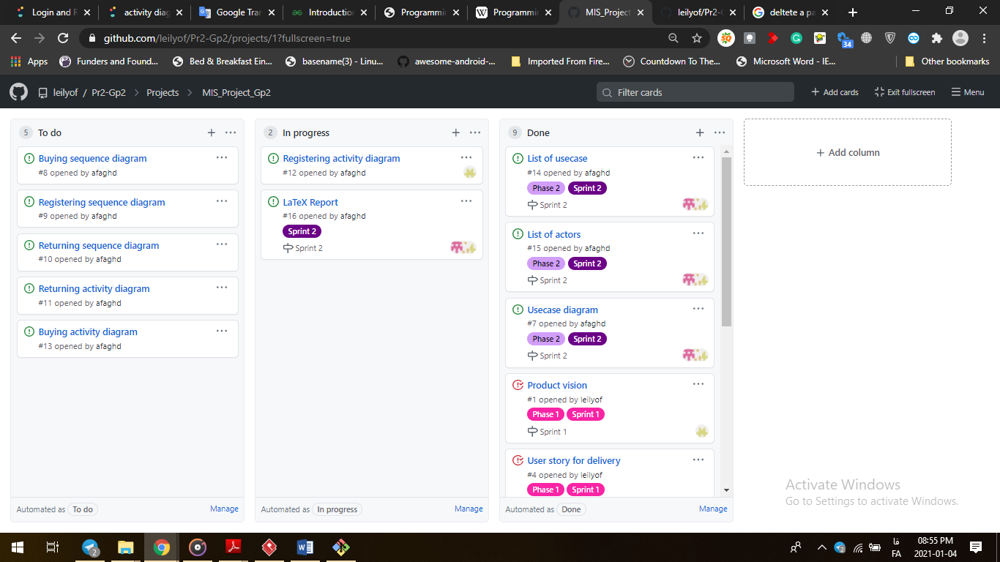 Login and R
activity diag
Google Tran
Introduction
Programmin
Programmin
MIS_Project
leilyof/Pr2-G
deltete a pa
github.com/leilyof/Pr2-Gp2/projects/1?fullscreen=true
34
Apps
Funders and Found...
Bed & Breakfast Ein...
basename(3) - Linu...
awesome-android-...
Imported From Fire...
Countdown To The...
Microsoft Word - IE...
Other bookmarks
leilyof / Pr2-Gp2
Projects
MIS_Project_Gp2
Filter cards
Add cards
Exit fullscreen
Menu
5 To do
Buying sequence diagram
#8 opened by afaghd
Registering sequence diagram
#9 opened by afaghd
Returning sequence diagram
#10 opened by afaghd
Returning activity diagram
#11 opened by afaghd
Buying activity diagram
#13 opened by afaghd
Automated as To do Manage
2 In progress
Registering activity diagram
#12 opened by afaghd
LaTeX Report
#16 opened by afaghd
Sprint 2
Sprint 2
Automated as In progress Manage
9 Done
List of usecase
#14 opened by afaghd
Phase 2 Sprint 2
Sprint 2
List of actors
#15 opened by afaghd
Phase 2 Sprint 2
Sprint 2
Usecase diagram
#7 opened by afaghd
Phase 2 Sprint 2
Sprint 2
Product vision
#1 opened by leilyof
Phase 1 Sprint 1
Sprint 1
User story for delivery
#4 opened by leilyof
Phase 1 Sprint 1
Automated as Done Manage
+ Add column
Activate Windows
Go to Settings to activate Windows.
2
2
فا
FA
08:55 PM
2021-01-04